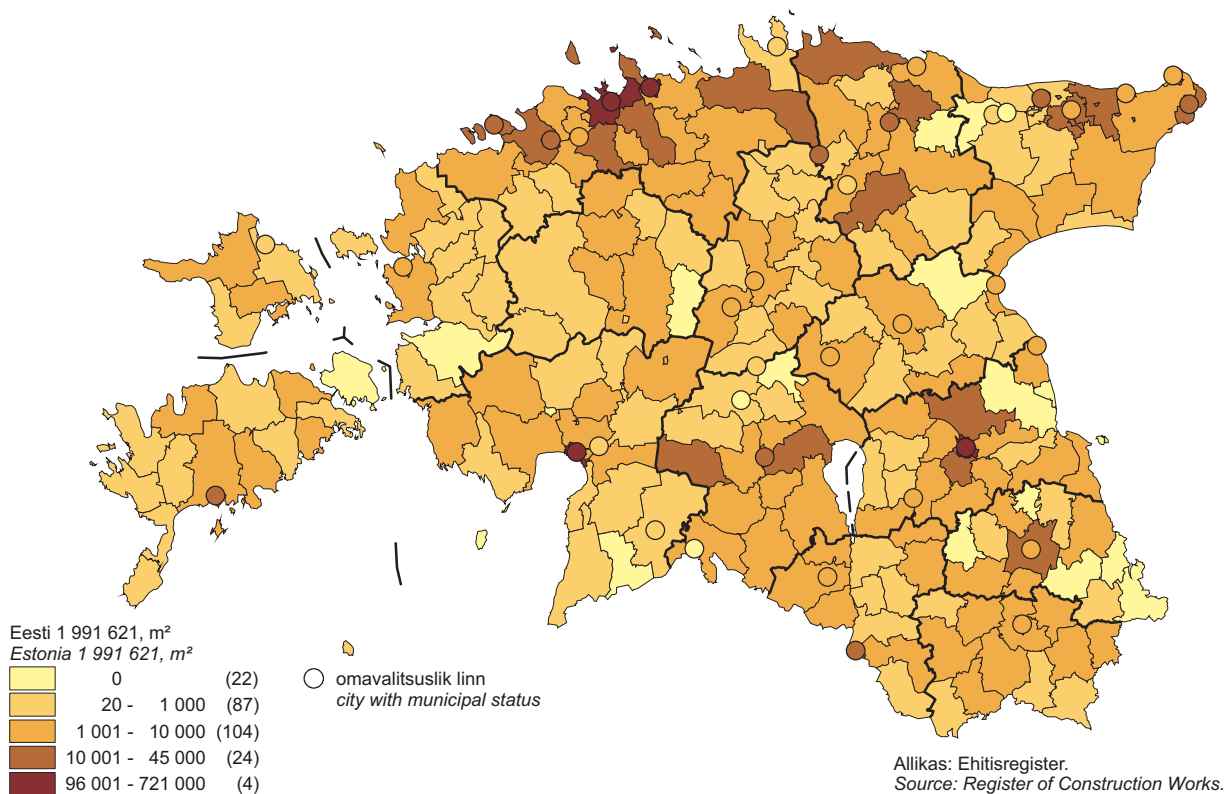 Eesti 1 991 621, m²
Estonia 1 991 621, m²
0 (22)
20 - 1 000 (87)
1 001 - 10 000 (104)
10 001 - 45 000 (24)
96 001 - 721 000 (4)
omavalitsuslik linn
city with municipal status
Allikas: Ehitisregister.
Source: Register of Construction Works.